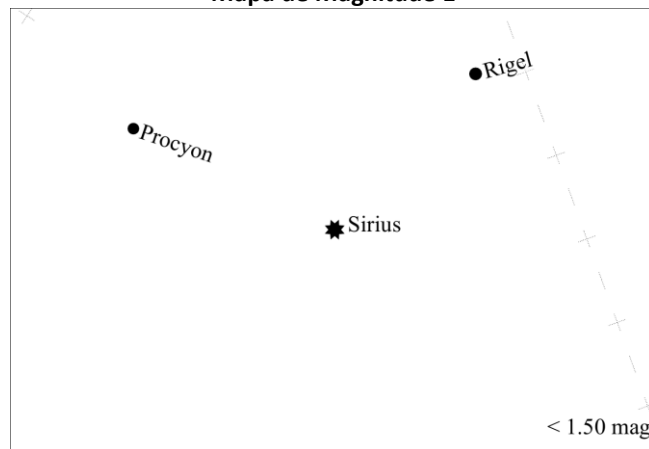 Mapa de magnitude 1
Rigel
Procyon
Sirius
< 1.50 mag